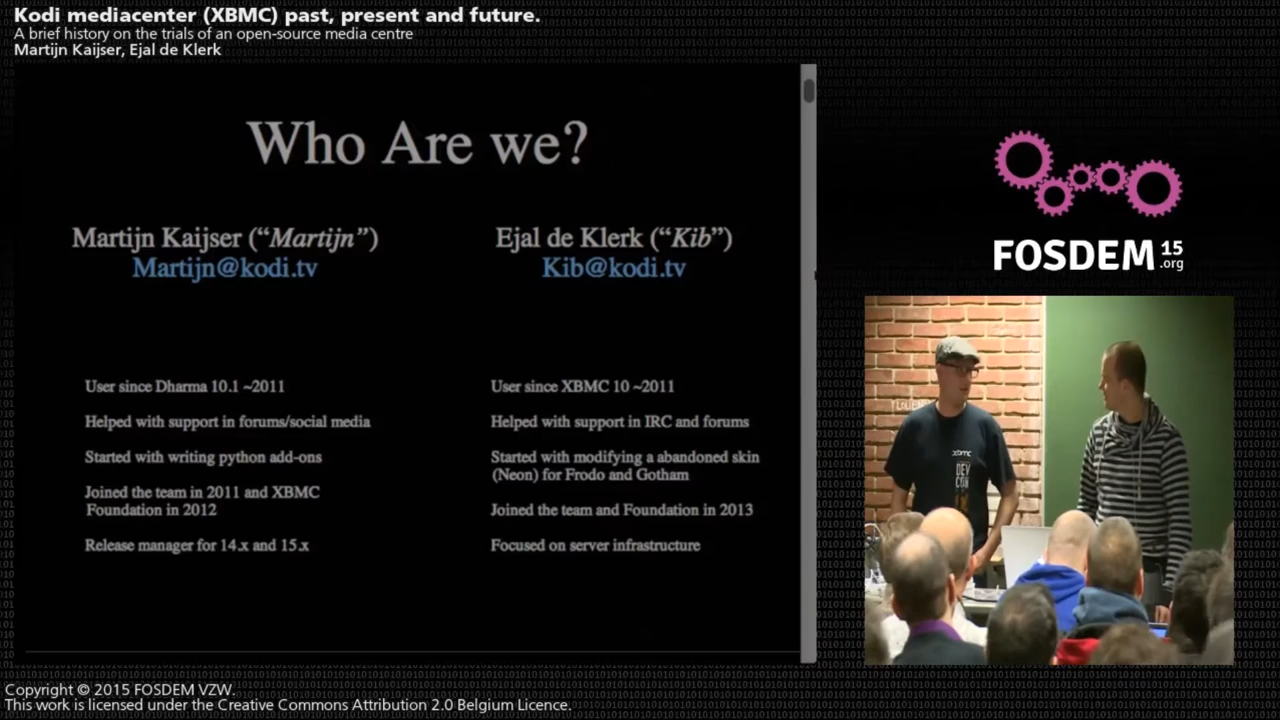 Kodi mediacenter (XBMC) past, present and future.
A brief history on the trials of an open-source media centre
Martijn Kaijser, Ejal de Klerk
Who Are we?
Martijn Kaijser (“Martijn”)
Martijn@kodi.tv
User since Dharma 10.1 ~2011
Helped with support in forums/social media
Started with writing python add-ons
Joined the team in 2011 and XBMC
Foundation in 2012
Release manager for 14.x and 15.x
Ejal de Klerk (“Kib”)
Kib@kodi.tv
User since XBMC 10 ~2011
Helped with support in IRC and forums
Started with modifying a abandoned skin
(Neon) for Frodo and Gotham
Joined the team and Foundation in 2013
Focused on server infrastructure
FOSDEM 15
.org
xbmc
DEV
CON
Copyright © 2015 FOSDEM VZW.
This work is licensed under the Creative Commons Attribution 2.0 Belgium Licence.